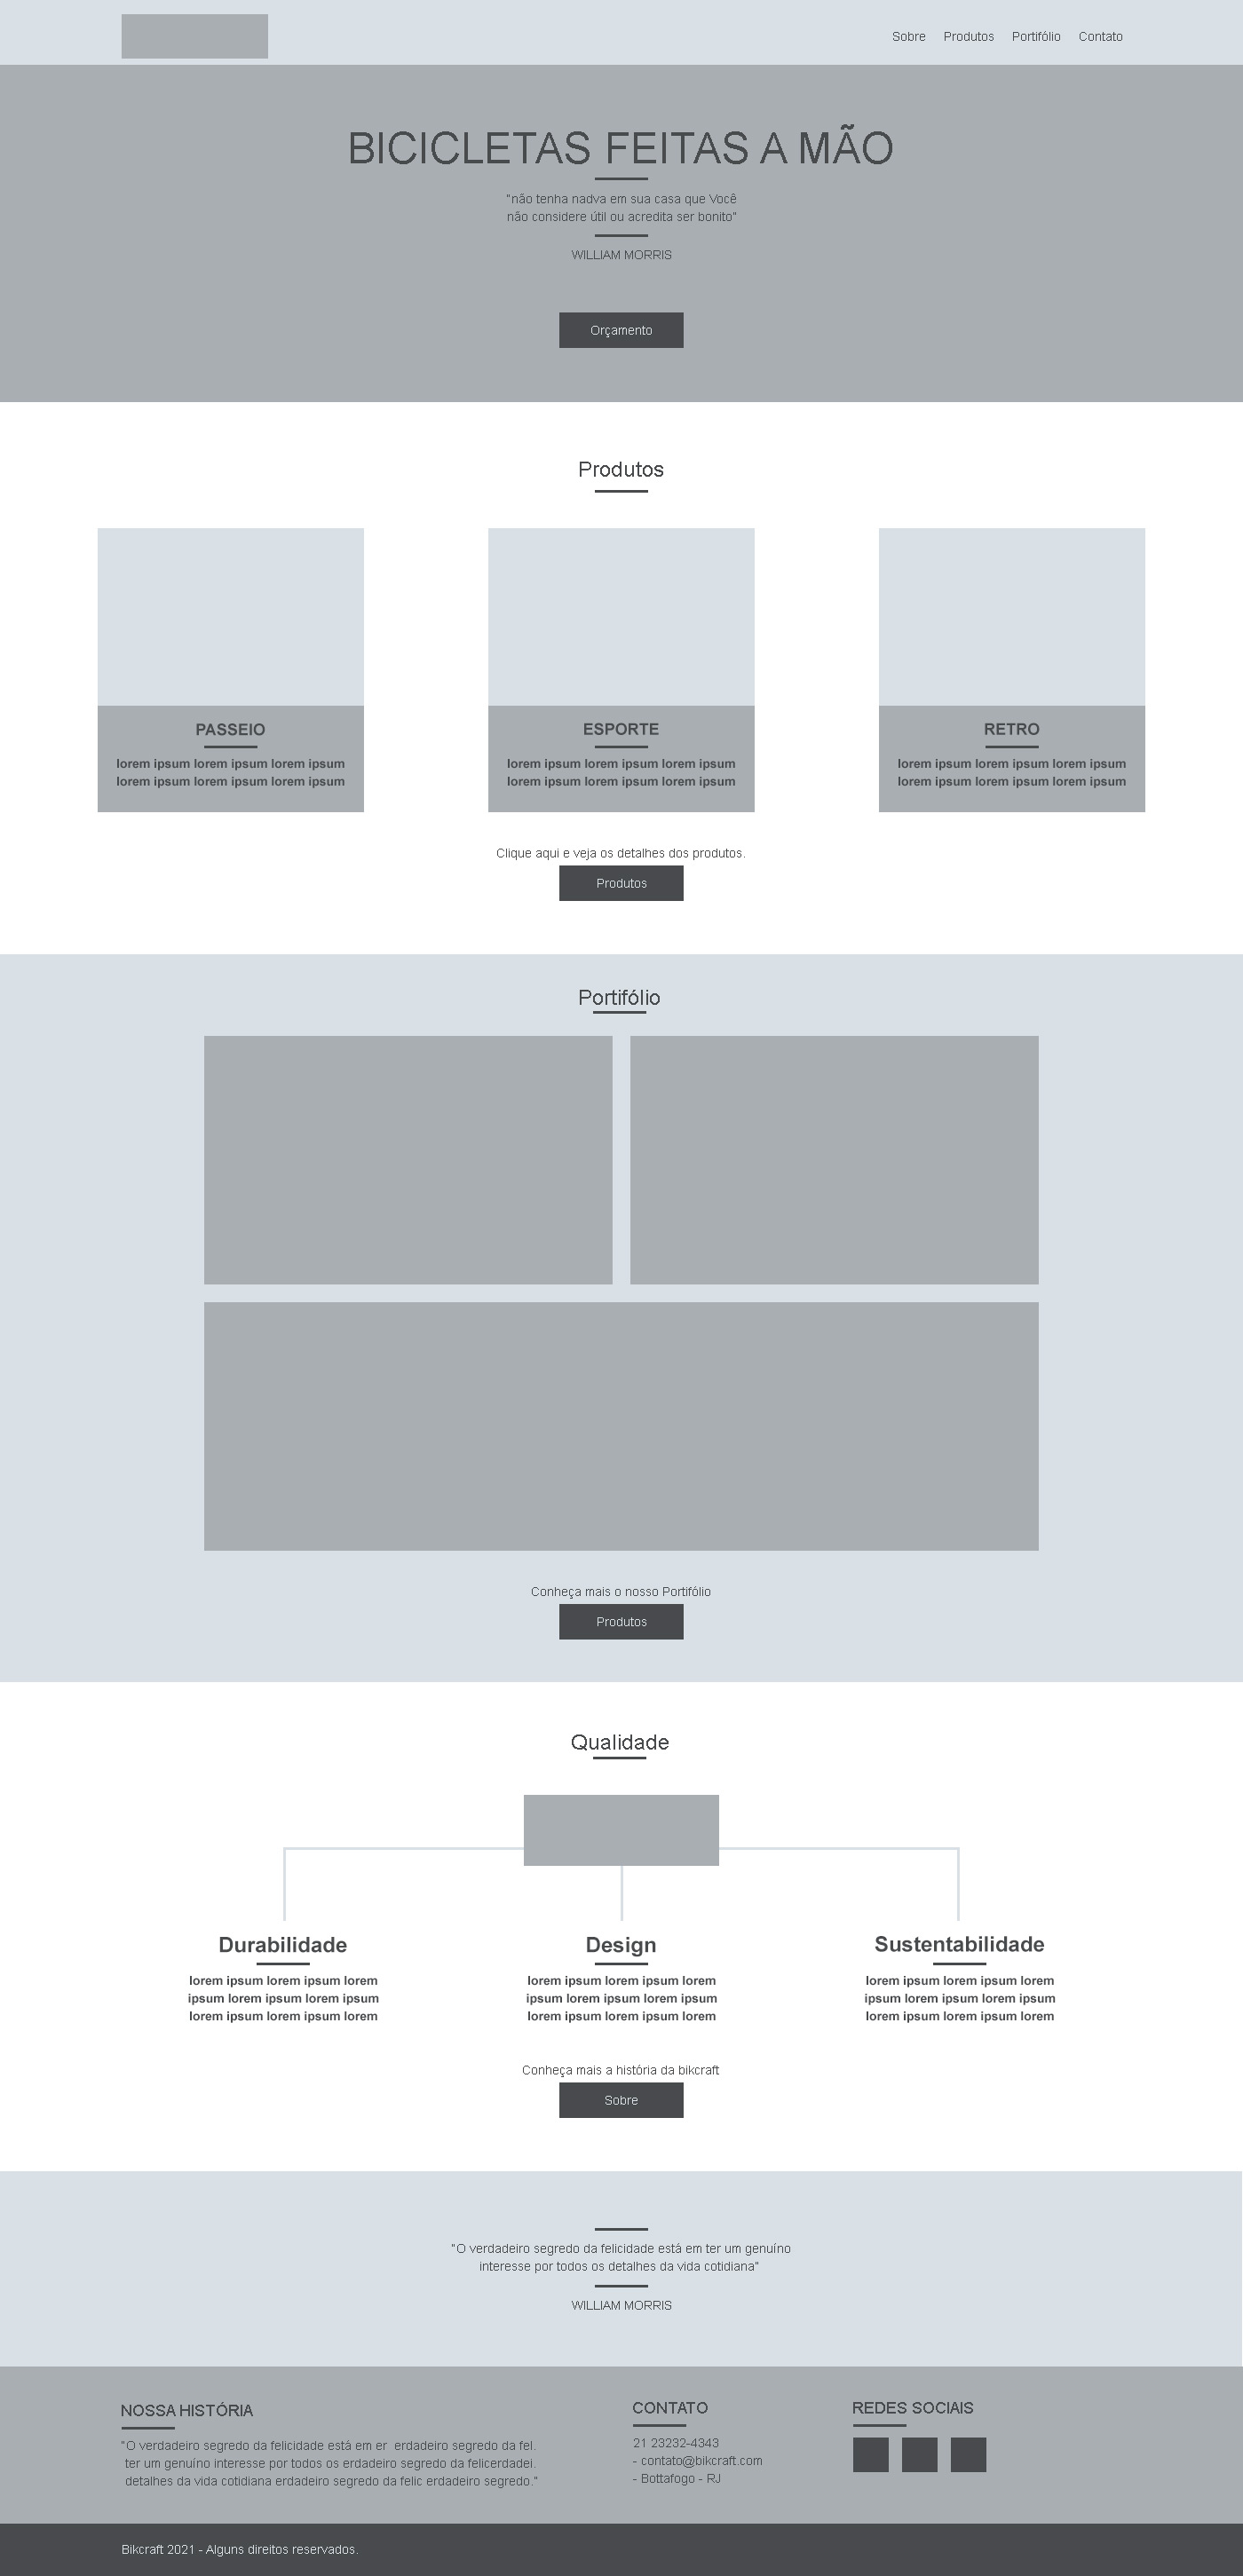 Sobre Produtos Portifólio Contato
BICICLETAS FEITAS A MÃO
"não tenha nadva em sua casa que Você
não considere útil ou acredita ser bonito"
WILLIAM MORRIS
Orçamento
Produtos
PASSEIO
lorem ipsum lorem ipsum lorem ipsum
lorem ipsum lorem ipsum lorem ipsum
ESPORTE
lorem ipsum lorem ipsum lorem ipsum
lorem ipsum lorem ipsum lorem ipsum
RETRO
lorem ipsum lorem ipsum lorem ipsum
lorem ipsum lorem ipsum lorem ipsum
Clique aqui e veja os detalhes dos produtos.
Produtos
Portifólio
Conheça mais o nosso Portifólio
Produtos
Qualidade
Durabilidade
lorem ipsum lorem ipsum lorem
ipsum lorem ipsum lorem ipsum
lorem ipsum lorem ipsum lorem
Design
lorem ipsum lorem ipsum lorem
ipsum lorem ipsum lorem ipsum
lorem ipsum lorem ipsum lorem
Sustentabilidade
lorem ipsum lorem ipsum lorem
ipsum lorem ipsum lorem ipsum
lorem ipsum lorem ipsum lorem
Conheça mais a história da bikcraft
Sobre
"O verdadeiro segredo da felicidade está em ter um genuíno
interesse por todos os detalhes da vida cotidiana"
WILLIAM MORRIS
NOSSA HISTÓRIA
"O verdadeiro segredo da felicidade está em er erdadeiro segredo da fel.
ter um genuíno interesse por todos os erdadeiro segredo da felicerdadei.
detalhes da vida cotidiana erdadeiro segredo da felic erdadeiro segredo."
CONTATO
21 23232-4343
- contato@bikcraft.com
- Bottafogo - RJ
REDES SOCIAIS
Bikcraft 2021 - Alguns direitos reservados.